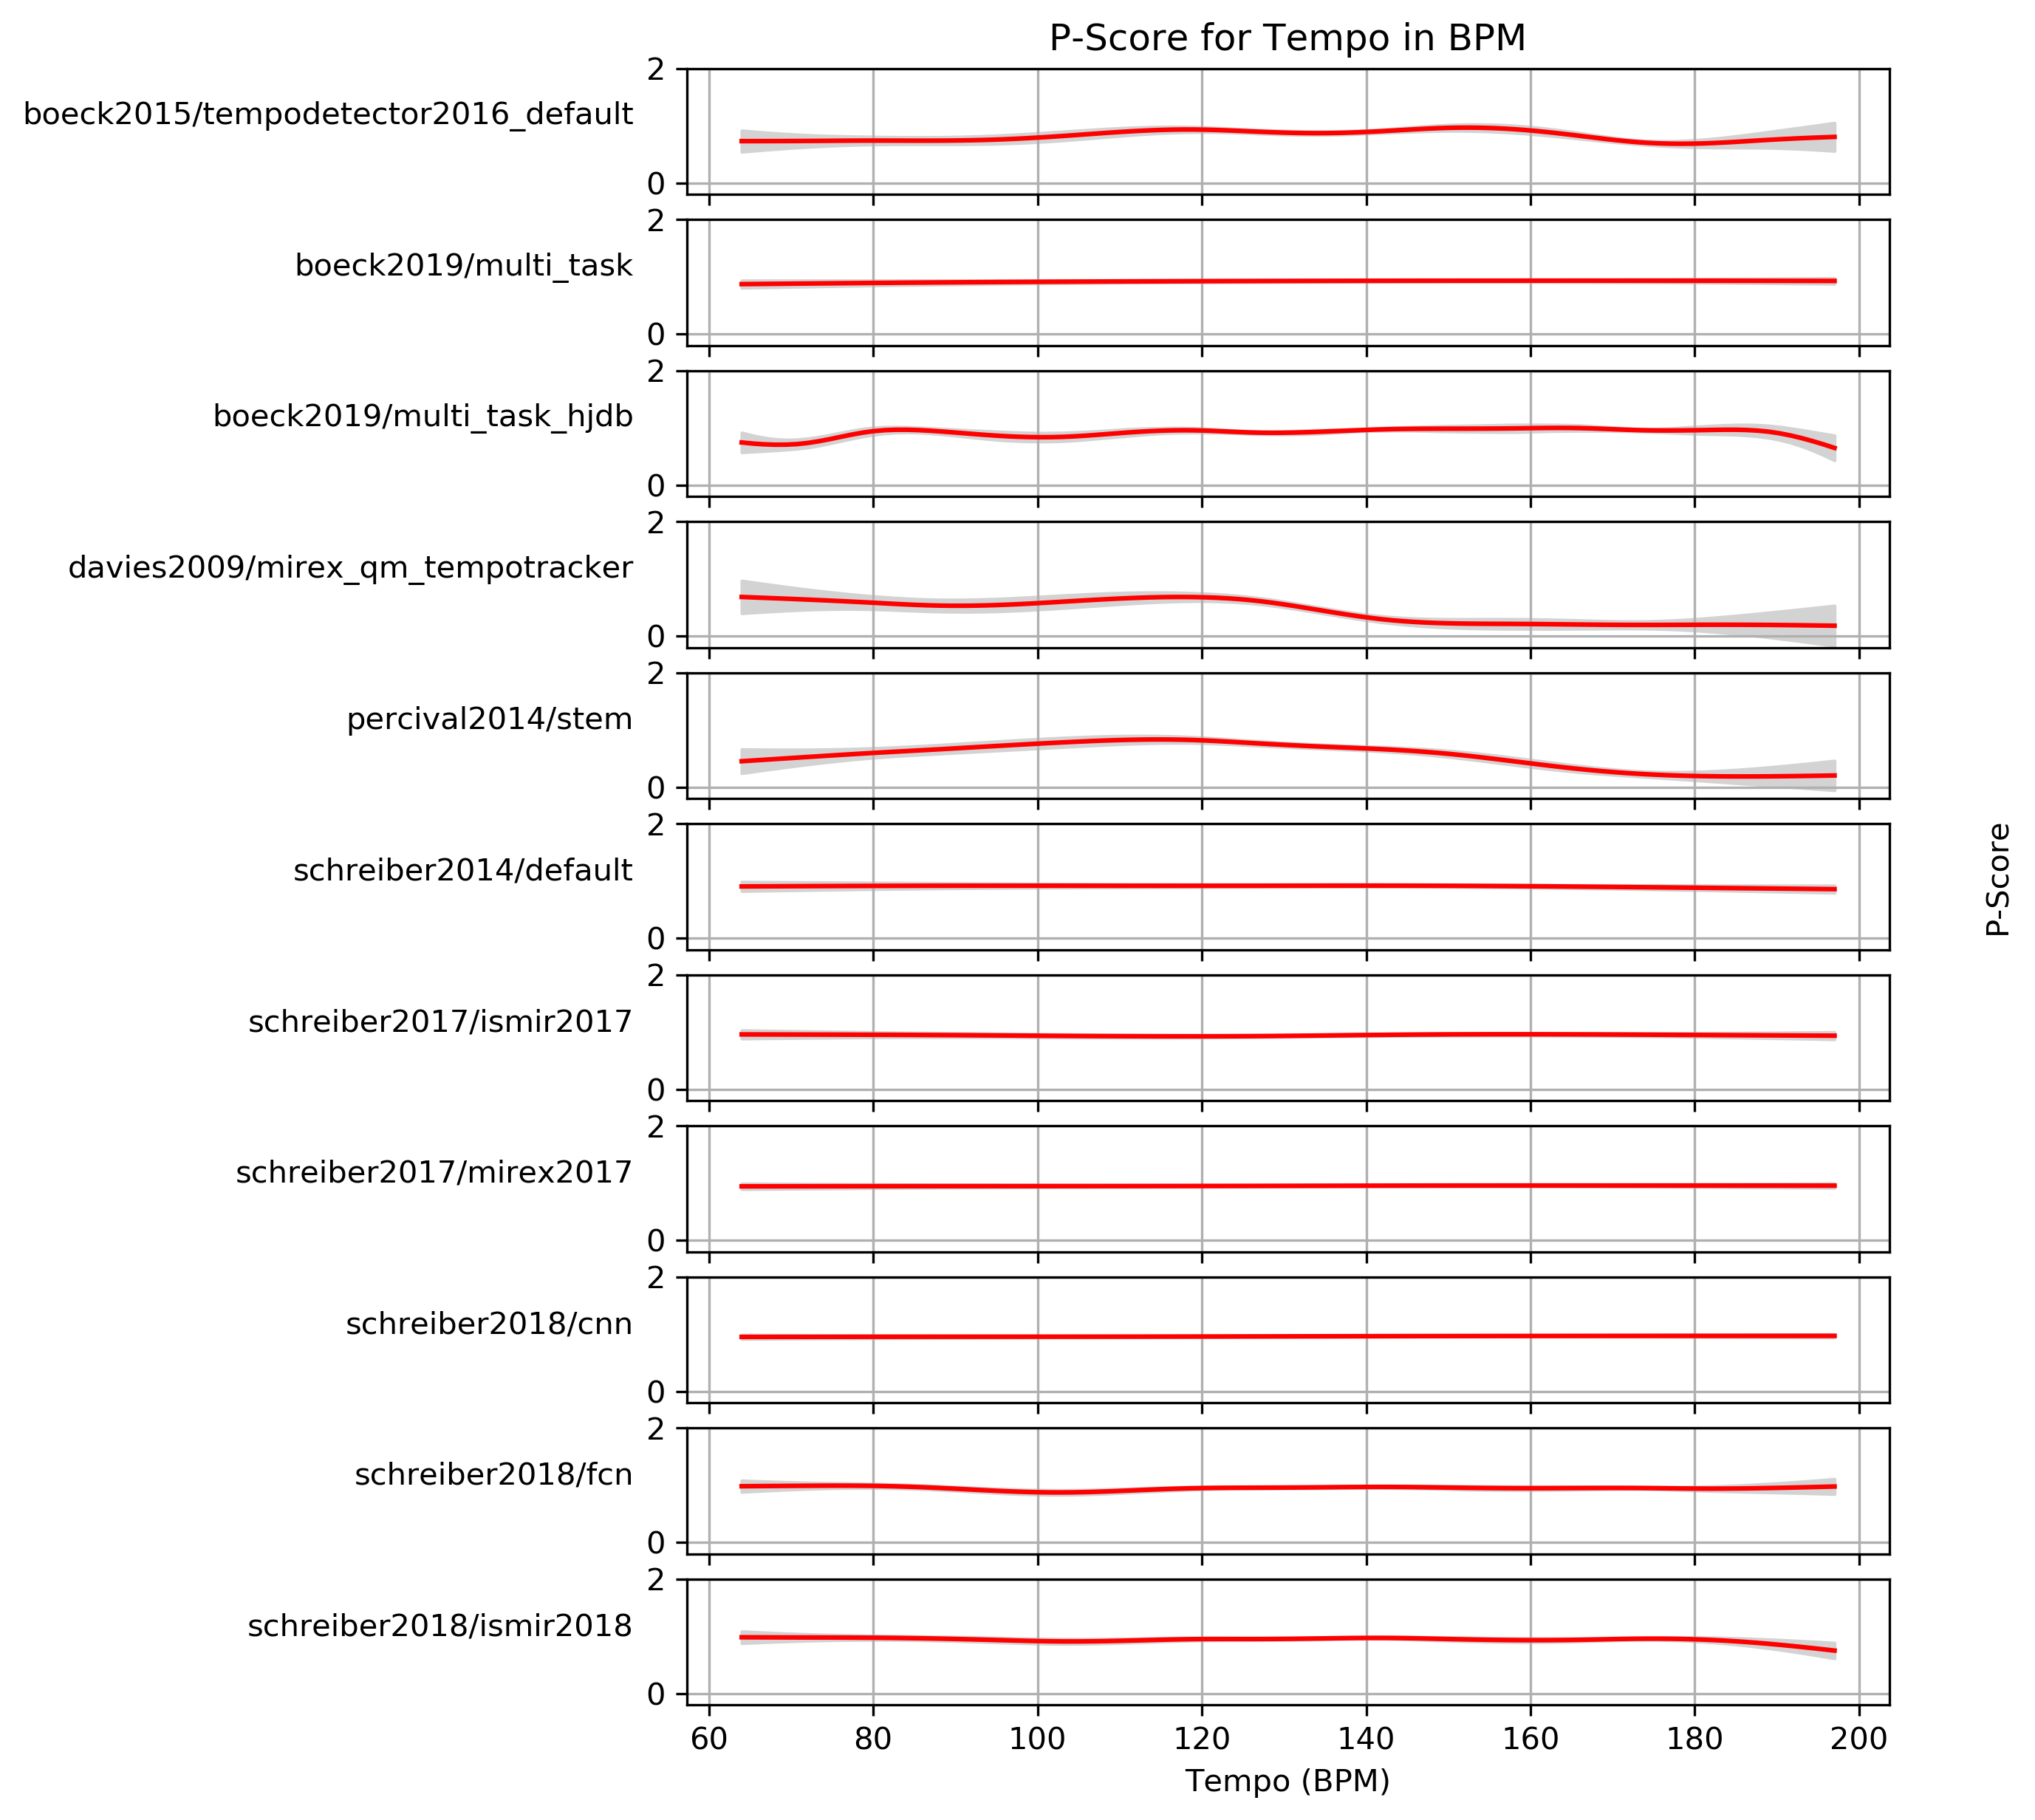 P-Score for Tempo in BPM
boeck2015/tempodetector2016_default
2
0
boeck2019/multi_task
2
0
boeck2019/multi_task_hjdb
2
0
davies2009/mirex_qm_tempotracker
2
0
percival2014/stem
2
0
schreiber2014/default
2
0
schreiber2017/ismir2017
2
0
schreiber2017/mirex2017
2
0
schreiber2018/cnn
2
0
schreiber2018/fcn
2
0
schreiber2018/ismir2018
2
0
60 80 100 120 140 160 180 200
Tempo (BPM)
P-Score